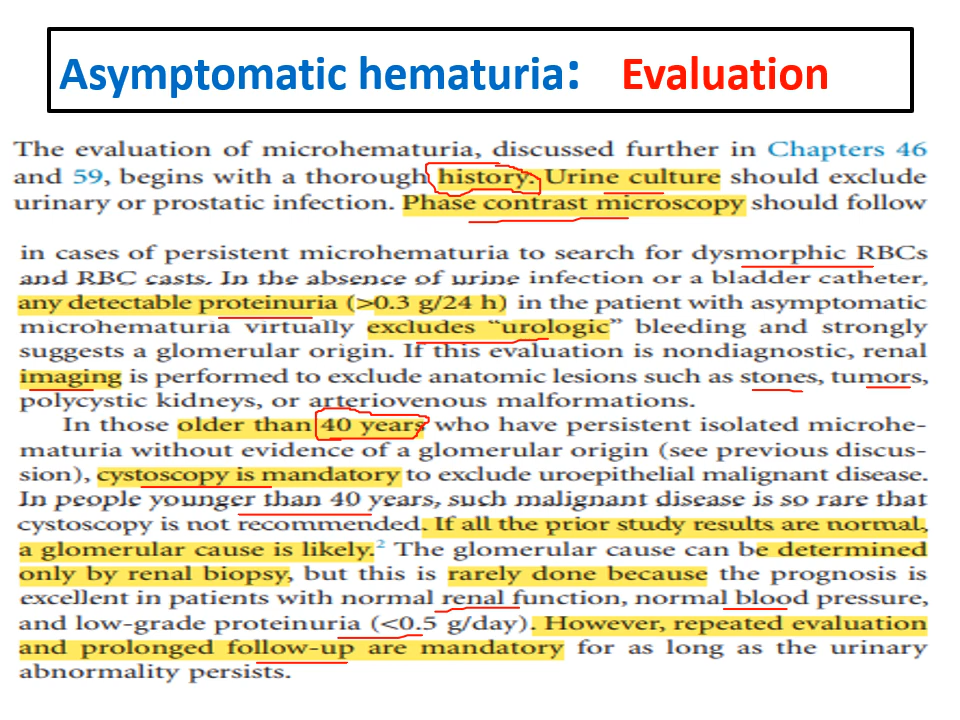 Asymptomatic hematuria: Evaluation
The evaluation of microhematuria, discussed further in Chapters 46
and 59, begins with a thorough history. Urine culture should exclude
urinary or prostatic infection. Phase contrast microscopy should follow
in cases of persistent microhematuria to search for dysmorphic RBCs
and RBC casts. In the absence of urine infection or a bladder catheter,
any detectable proteinuria (>0.3 g/24 h) in the patient with asymptomatic
microhematuria virtually excludes “urologic” bleeding and strongly
suggests a glomerular origin. If this evaluation is nondiagnostic, renal
imaging is performed to exclude anatomic lesions such as stones, tumors,
polycystic kidneys, or arteriovenous malformations.
In those older than 40 years who have persistent isolated microhe-
maturia without evidence of a glomerular origin (see previous discus-
sion), cystoscopy is mandatory to exclude uroepithelial malignant disease.
In people younger than 40 years, such malignant disease is so rare that
cystoscopy is not recommended. If all the prior study results are normal,
a glomerular cause is likely.2 The glomerular cause can be determined
only by renal biopsy, but this is rarely done because the prognosis is
excellent in patients with normal renal function, normal blood pressure,
and low-grade proteinuria (<0.5 g/day). However, repeated evaluation
and prolonged follow-up are mandatory for as long as the urinary
abnormality persists.